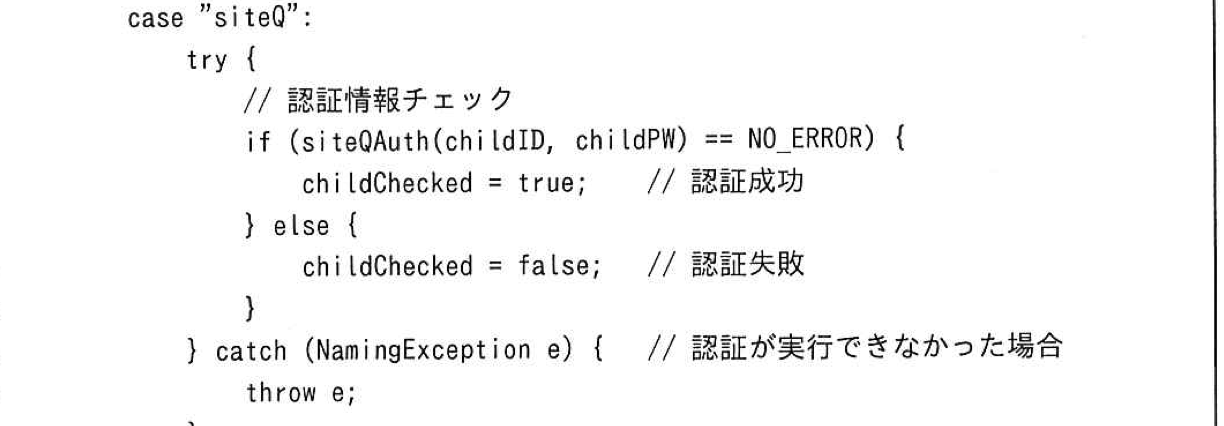 case ”siteQ”:
try {
// 認証情報チェック
if (siteQAuth(childID, childPW) == NO_ERROR) {
childChecked = true; // 認証成功
} else {
childChecked = false; // 認証失敗
}
} catch (NamingException e) { // 認証が実行できなかった場合
throw e;